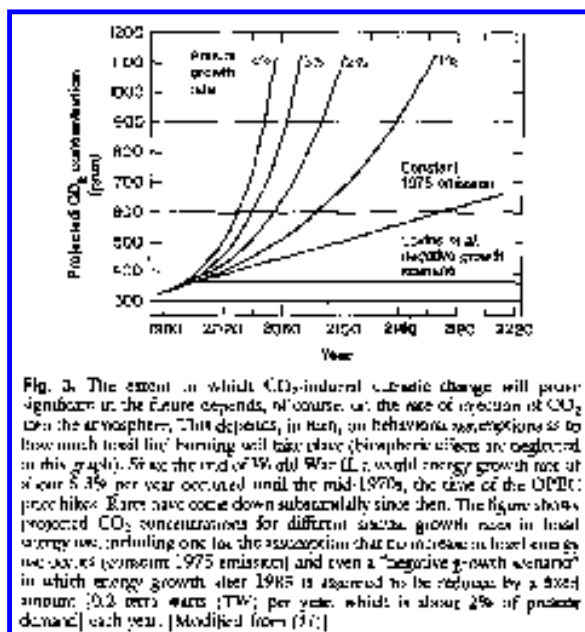 1100
1000
900
800
700
600
500
400
300
Projected CO₂ concentration
(ppm)
Annual
growth
rate
4%
3%
2%
1%
Constant
1975 emission
negative growth
scenario
2100
2220
Year
Fig. 3. The extent to which CO₂-induced climatic change will prove
significant in the future depends, of course, on the rate of injection of CO₂
into the atmosphere. This depends, in turn, on behavioral assumptions as to
how much fossil fuel burning will take place (biospheric effects are neglected
in this graph). Since the end of World War II, a world energy growth rate of
about 5.3% per year occurred until the mid-1970s, the time of the OPEC
price hikes. Rates have come down substantially since then. The figure shows
projected CO₂ concentrations for different annual growth rates in fossil
energy use, including one for the assumption that no increase in fossil energy
use occurs (constant 1975 emission) and even a "negative growth scenario"
in which energy growth after 1985 is assumed to be reduced by a fixed
amount [0.2 terra watts (TW) per year, which is about 2% of present
demand] each year. [Modified from